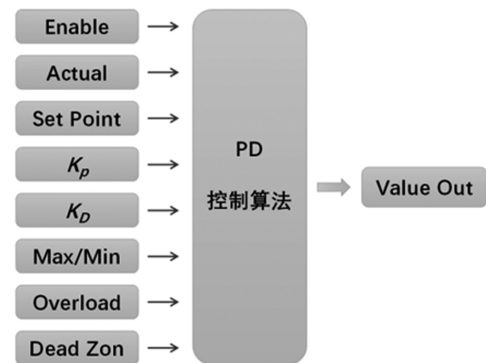 Enable
Actual
Set Point
Kp
KD
Max/Min
Overload
Dead Zon
PD
控制算法
Value Out